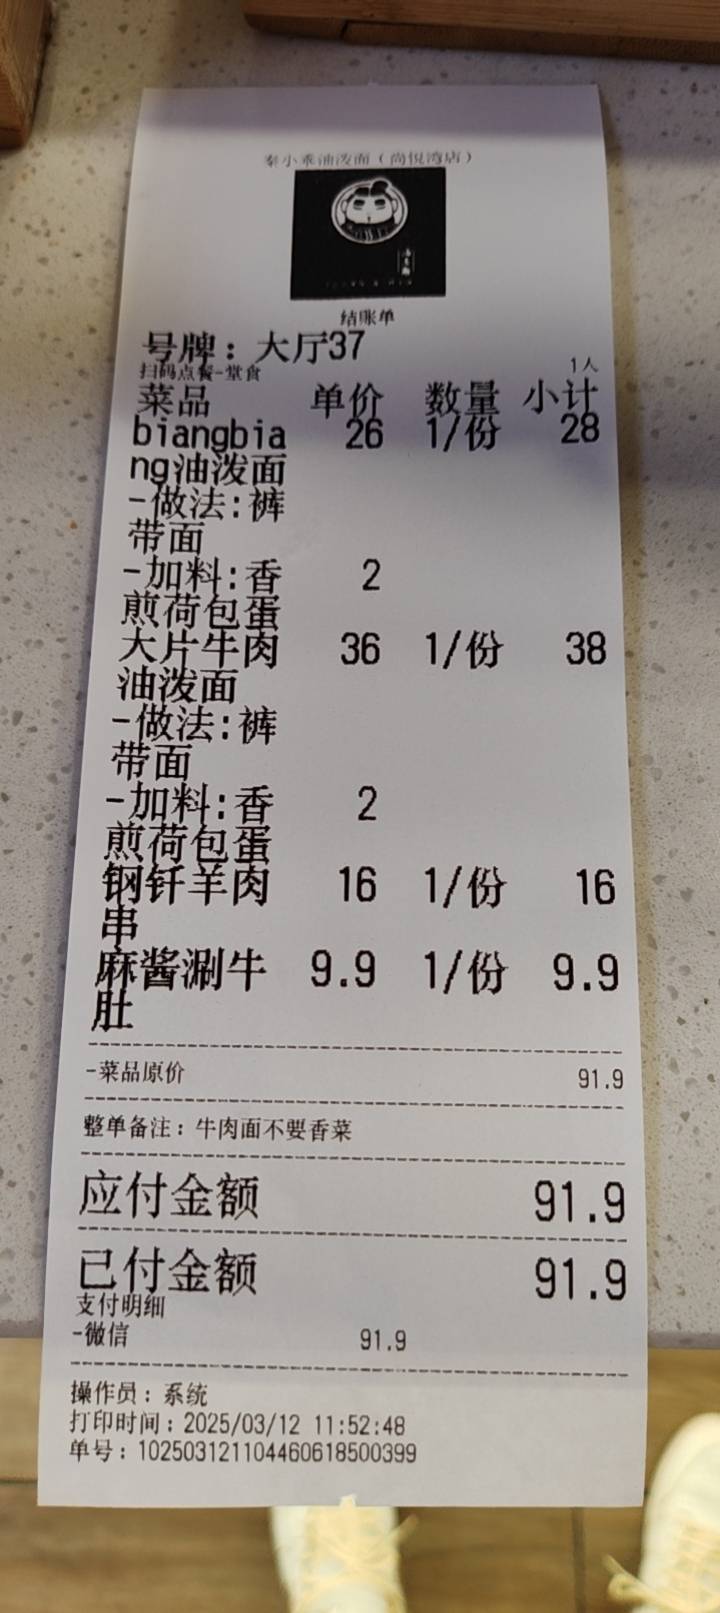 秦小乖油泼面（尚悦湾店）
结账单
号牌：大厅37
扫码点餐-堂食 1人
菜品 单价 数量 小计
biangbia 26 1/份 28
ng油泼面
-做法:裤
带面
-加料:香 2
煎荷包蛋
大片牛肉 36 1/份 38
油泼面
-做法:裤
带面
-加料:香 2
煎荷包蛋
钢钎羊肉 16 1/份 16
串
麻酱涮牛 9.9 1/份 9.9
肚
-菜品原价 91.9
整单备注：牛肉面不要香菜
应付金额 91.9
已付金额 91.9
支付明细
-微信 91.9
操作员：系统
打印时间：2025/03/12 11:52:48
单号：1025031211044606185003​99